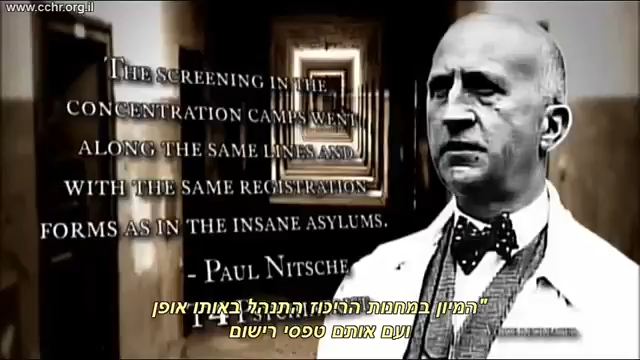 www.cchr.org.il
THE SCREENING IN THE
CONCENTRATION CAMPS WENT
ALONG THE SAME LINES AND
WITH THE SAME REGISTRATION
FORMS AS IN THE INSANE ASYLUMS.
- PAUL NITSCHE
"המיון במחנות הריכוז התנהל באותו אופן
ועם אותם טפסי רישום